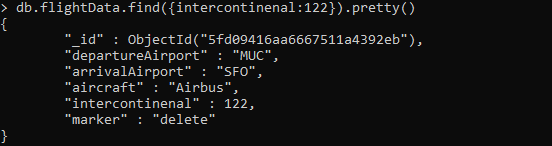 > db.flightData.find({intercontinenal:122}).pretty()
{
        "_id" : ObjectId("5fd09416aa6667511a4392eb"),
        "departureAirport" : "MUC",
        "arrivalAirport" : "SFO",
        "aircraft" : "Airbus",
        "intercontinenal" : 122,
        "marker" : "delete"
}